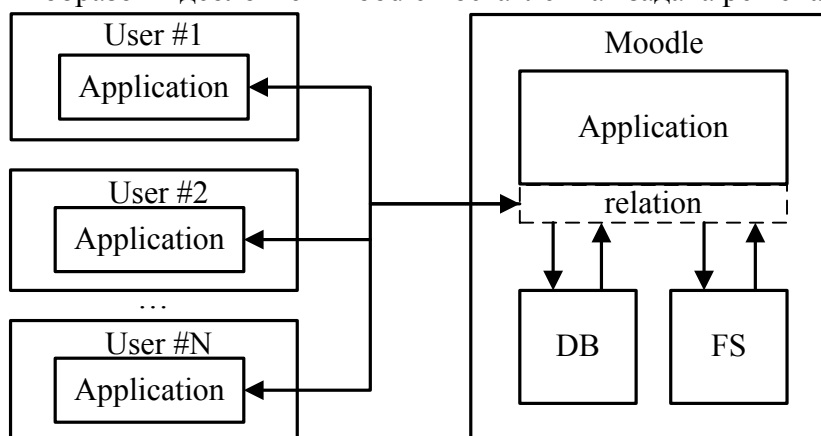 User #1
Application
User #2
Application
...
User #N
Application
Moodle
Application
relation
DB
FS